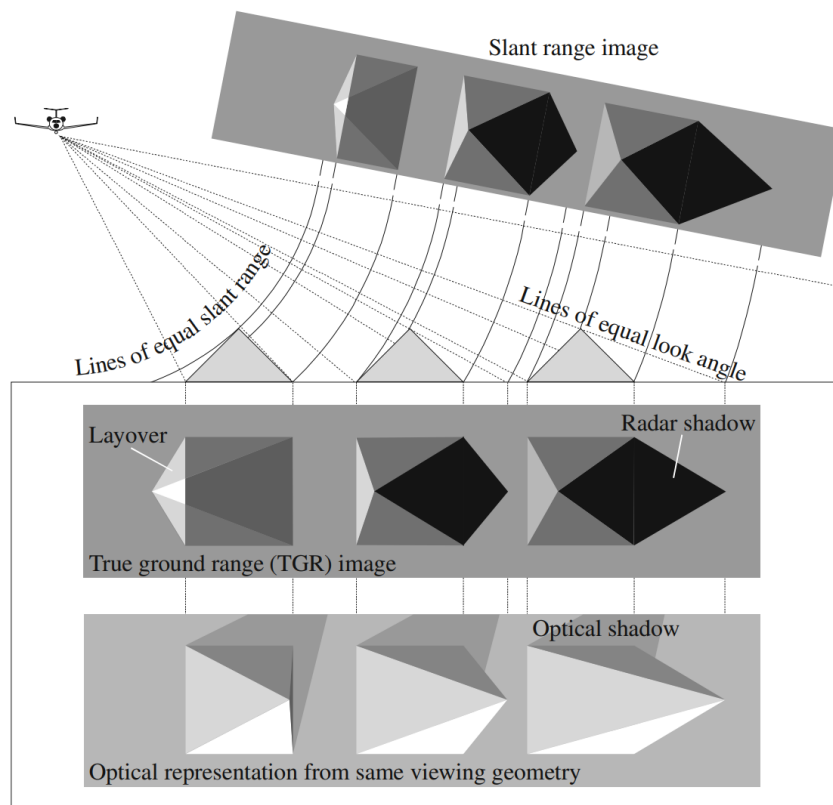 Slant range image
Lines of equal slant range
Lines of equal look angle
Layover
Radar shadow
True ground range (TGR) image
Optical shadow
Optical representation from same viewing geometry